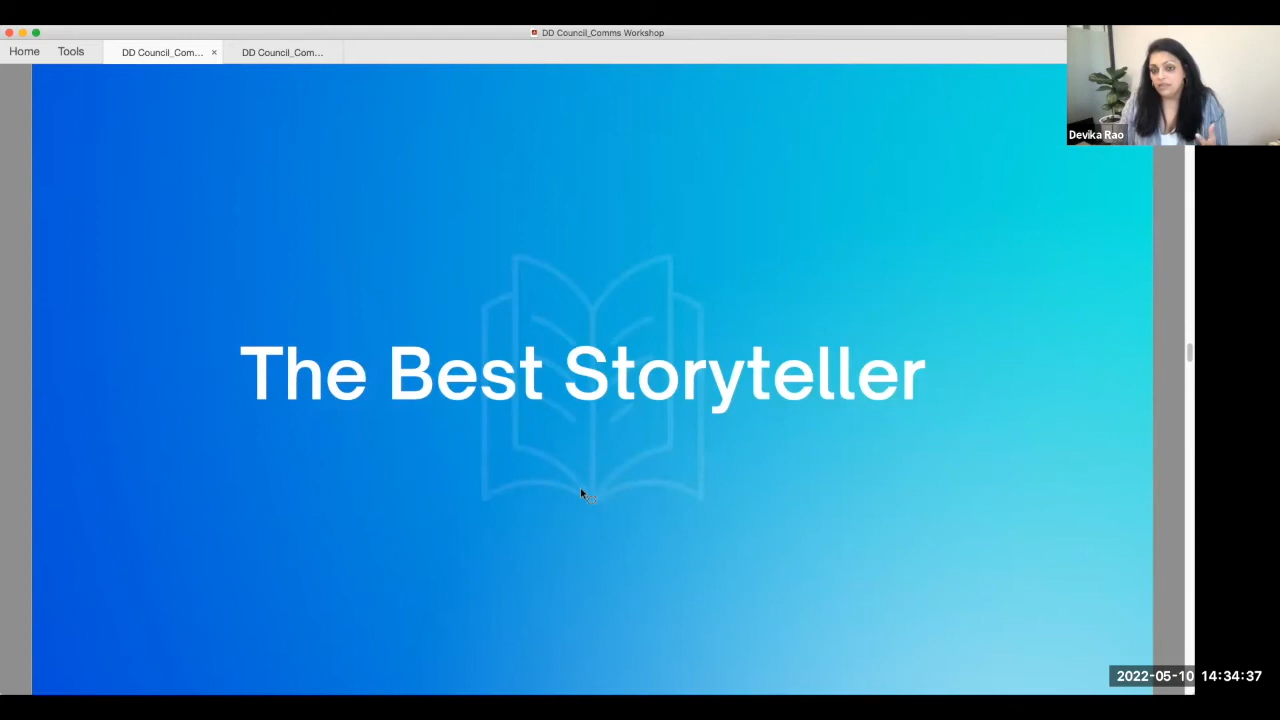 DD Council_Comms Workshop
Home Tools DD Council_Com... × DD Council_Com...
Devika Rao
The Best Storyteller
2022-05-10 14:34:37